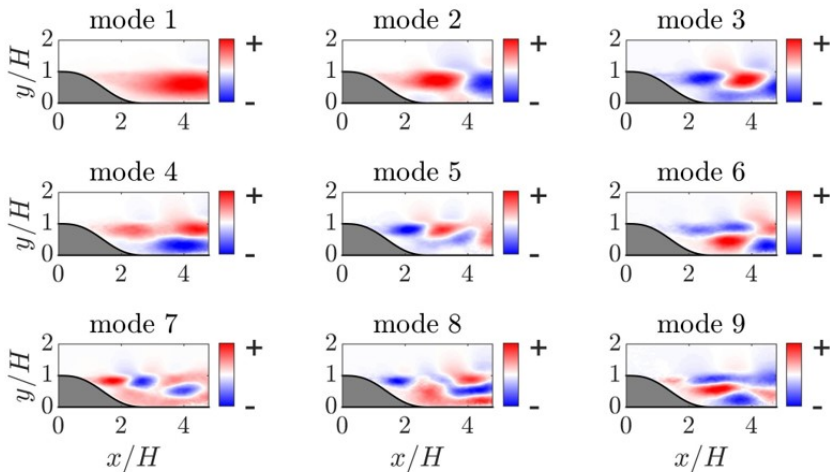 mode 1 mode 2 mode 3
2 + 2 + 2 +
y/H 1 1 1
0 - 0 - 0 -
0 2 4 0 2 4 0 2 4
mode 4 mode 5 mode 6
2 + 2 + 2 +
y/H 1 1 1
0 - 0 - 0 -
0 2 4 0 2 4 0 2 4
mode 7 mode 8 mode 9
2 + 2 + 2 +
y/H 1 1 1
0 - 0 - 0 -
0 2 4 0 2 4 0 2 4
x/H x/H x/H